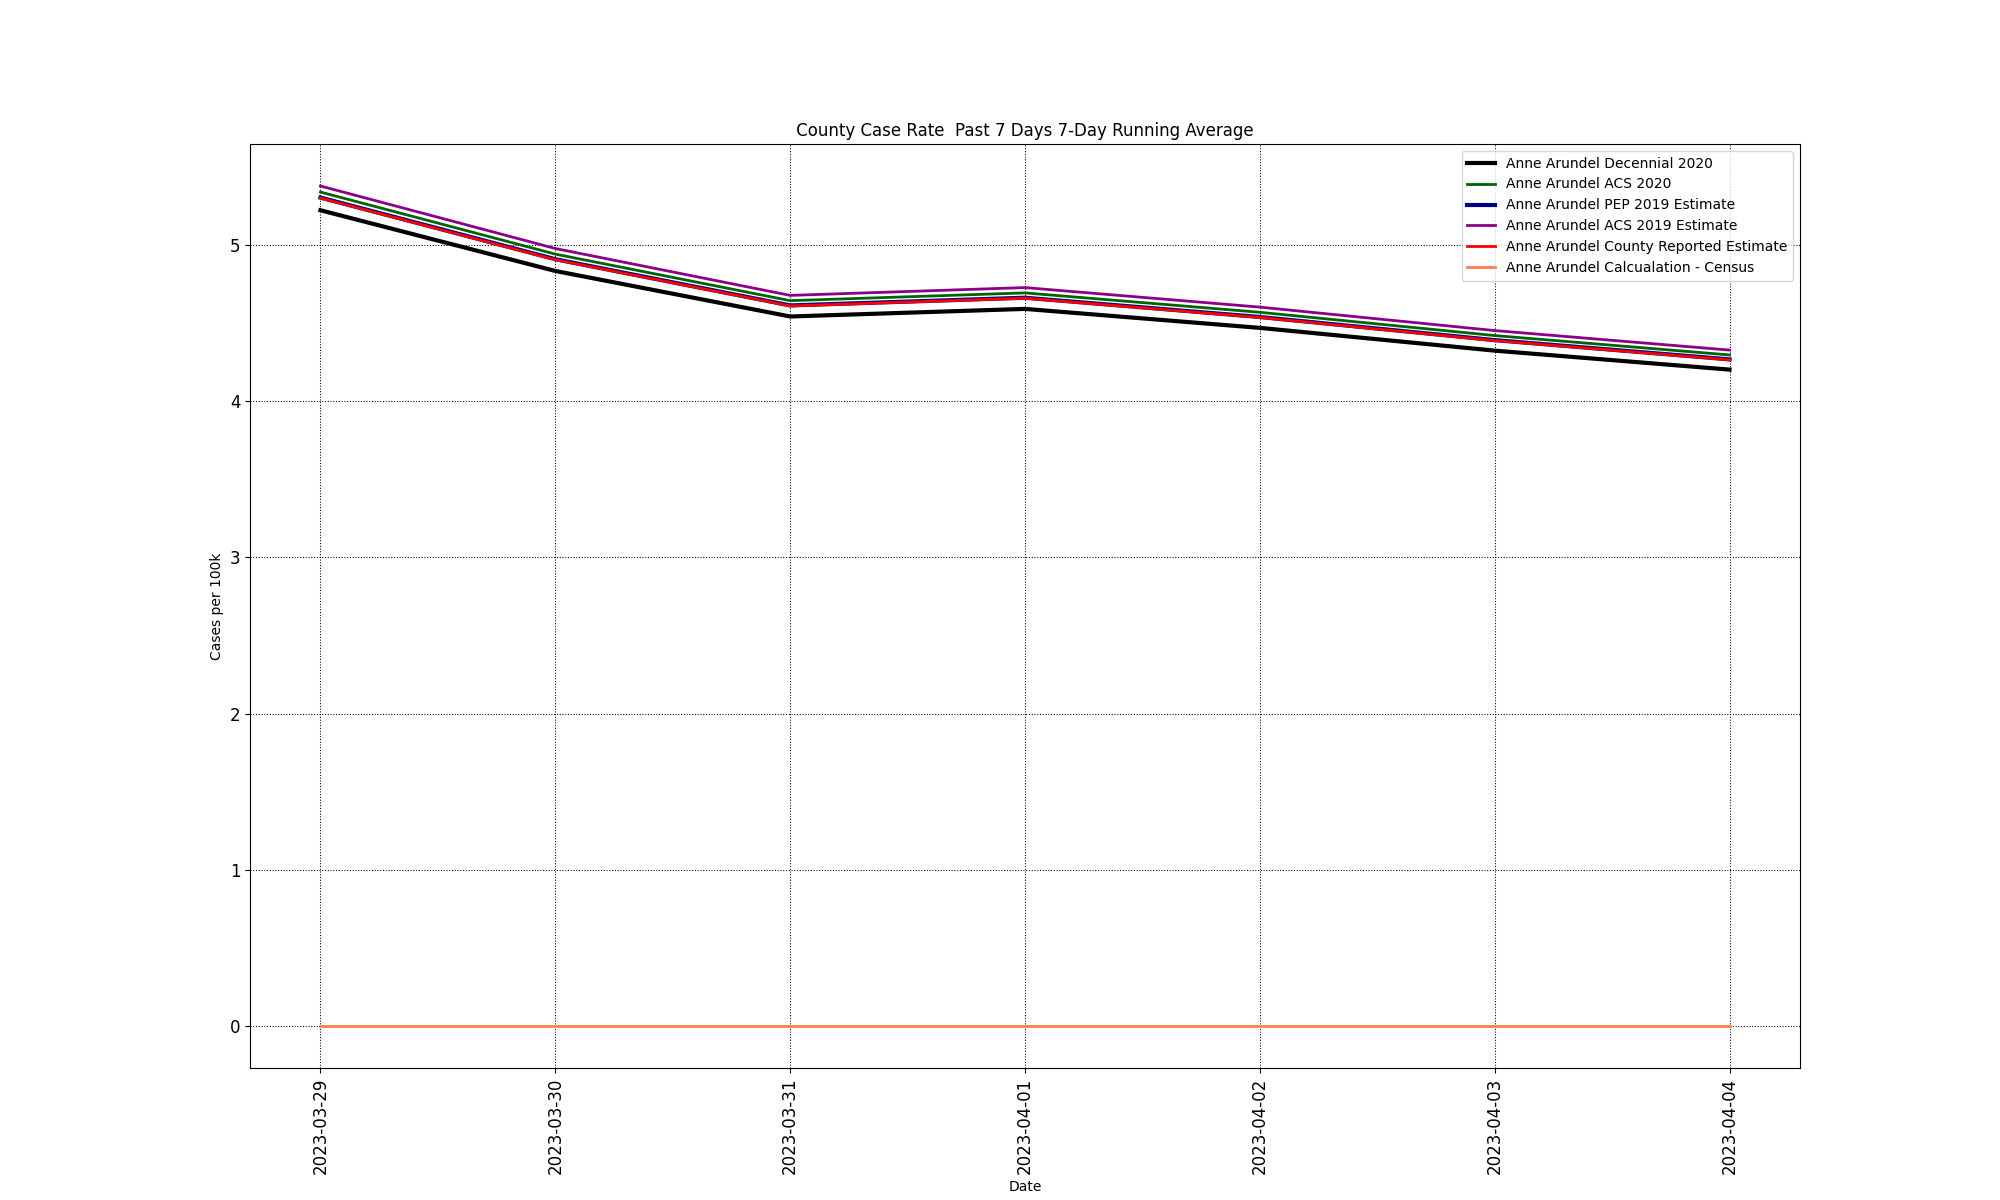 County Case Rate  Past 7 Days 7-Day Running Average
Anne Arundel Decennial 2020
Anne Arundel ACS 2020
Anne Arundel PEP 2019 Estimate
Anne Arundel ACS 2019 Estimate
Anne Arundel County Reported Estimate
Anne Arundel Calcualation - Census
Cases per 100k
5
4
3
2
1
0
2023-03-29
2023-03-30
2023-03-31
2023-04-01
2023-04-02
2023-04-03
2023-04-04
Date